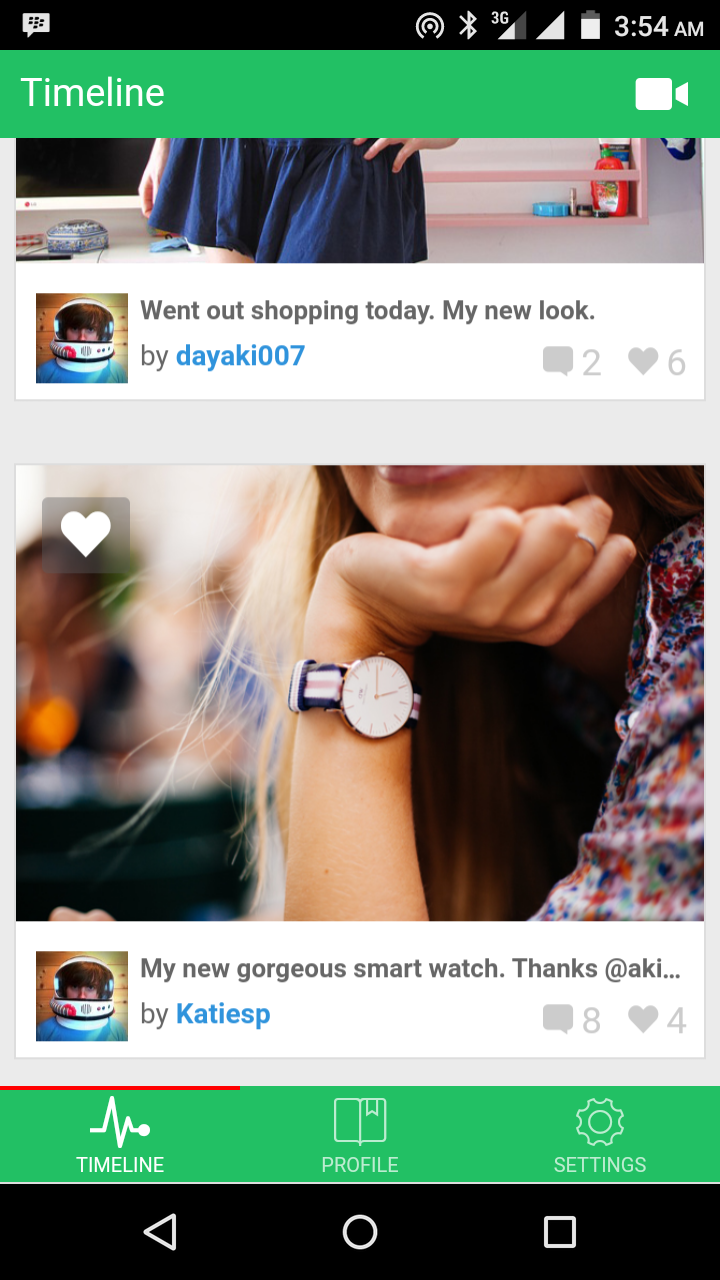 3G 3:54 AM
Timeline
Went out shopping today. My new look.
by dayaki007
2 6
My new gorgeous smart watch. Thanks @aki...
by Katiesp
8 4
TIMELINE PROFILE SETTINGS